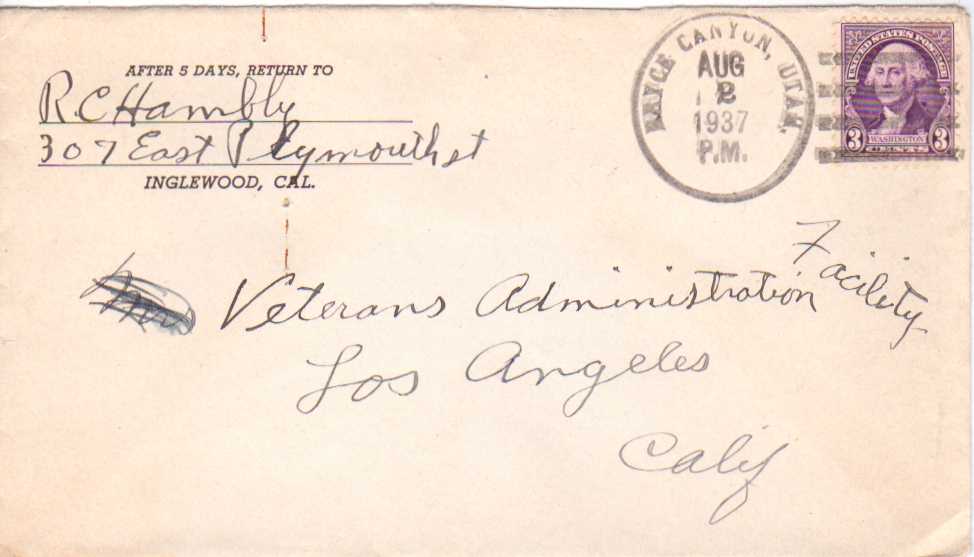 AFTER 5 DAYS, RETURN TO
R.C Hambly
307 East Plymouth st
INGLEWOOD, CAL.
BRYCE CANYON, UTAH.
AUG
2
1937
P.M.
UNITED STATES POSTAGE
3 WASHINGTON 3
CENTS
Veterans Administration Facility
Los Angeles
Calif